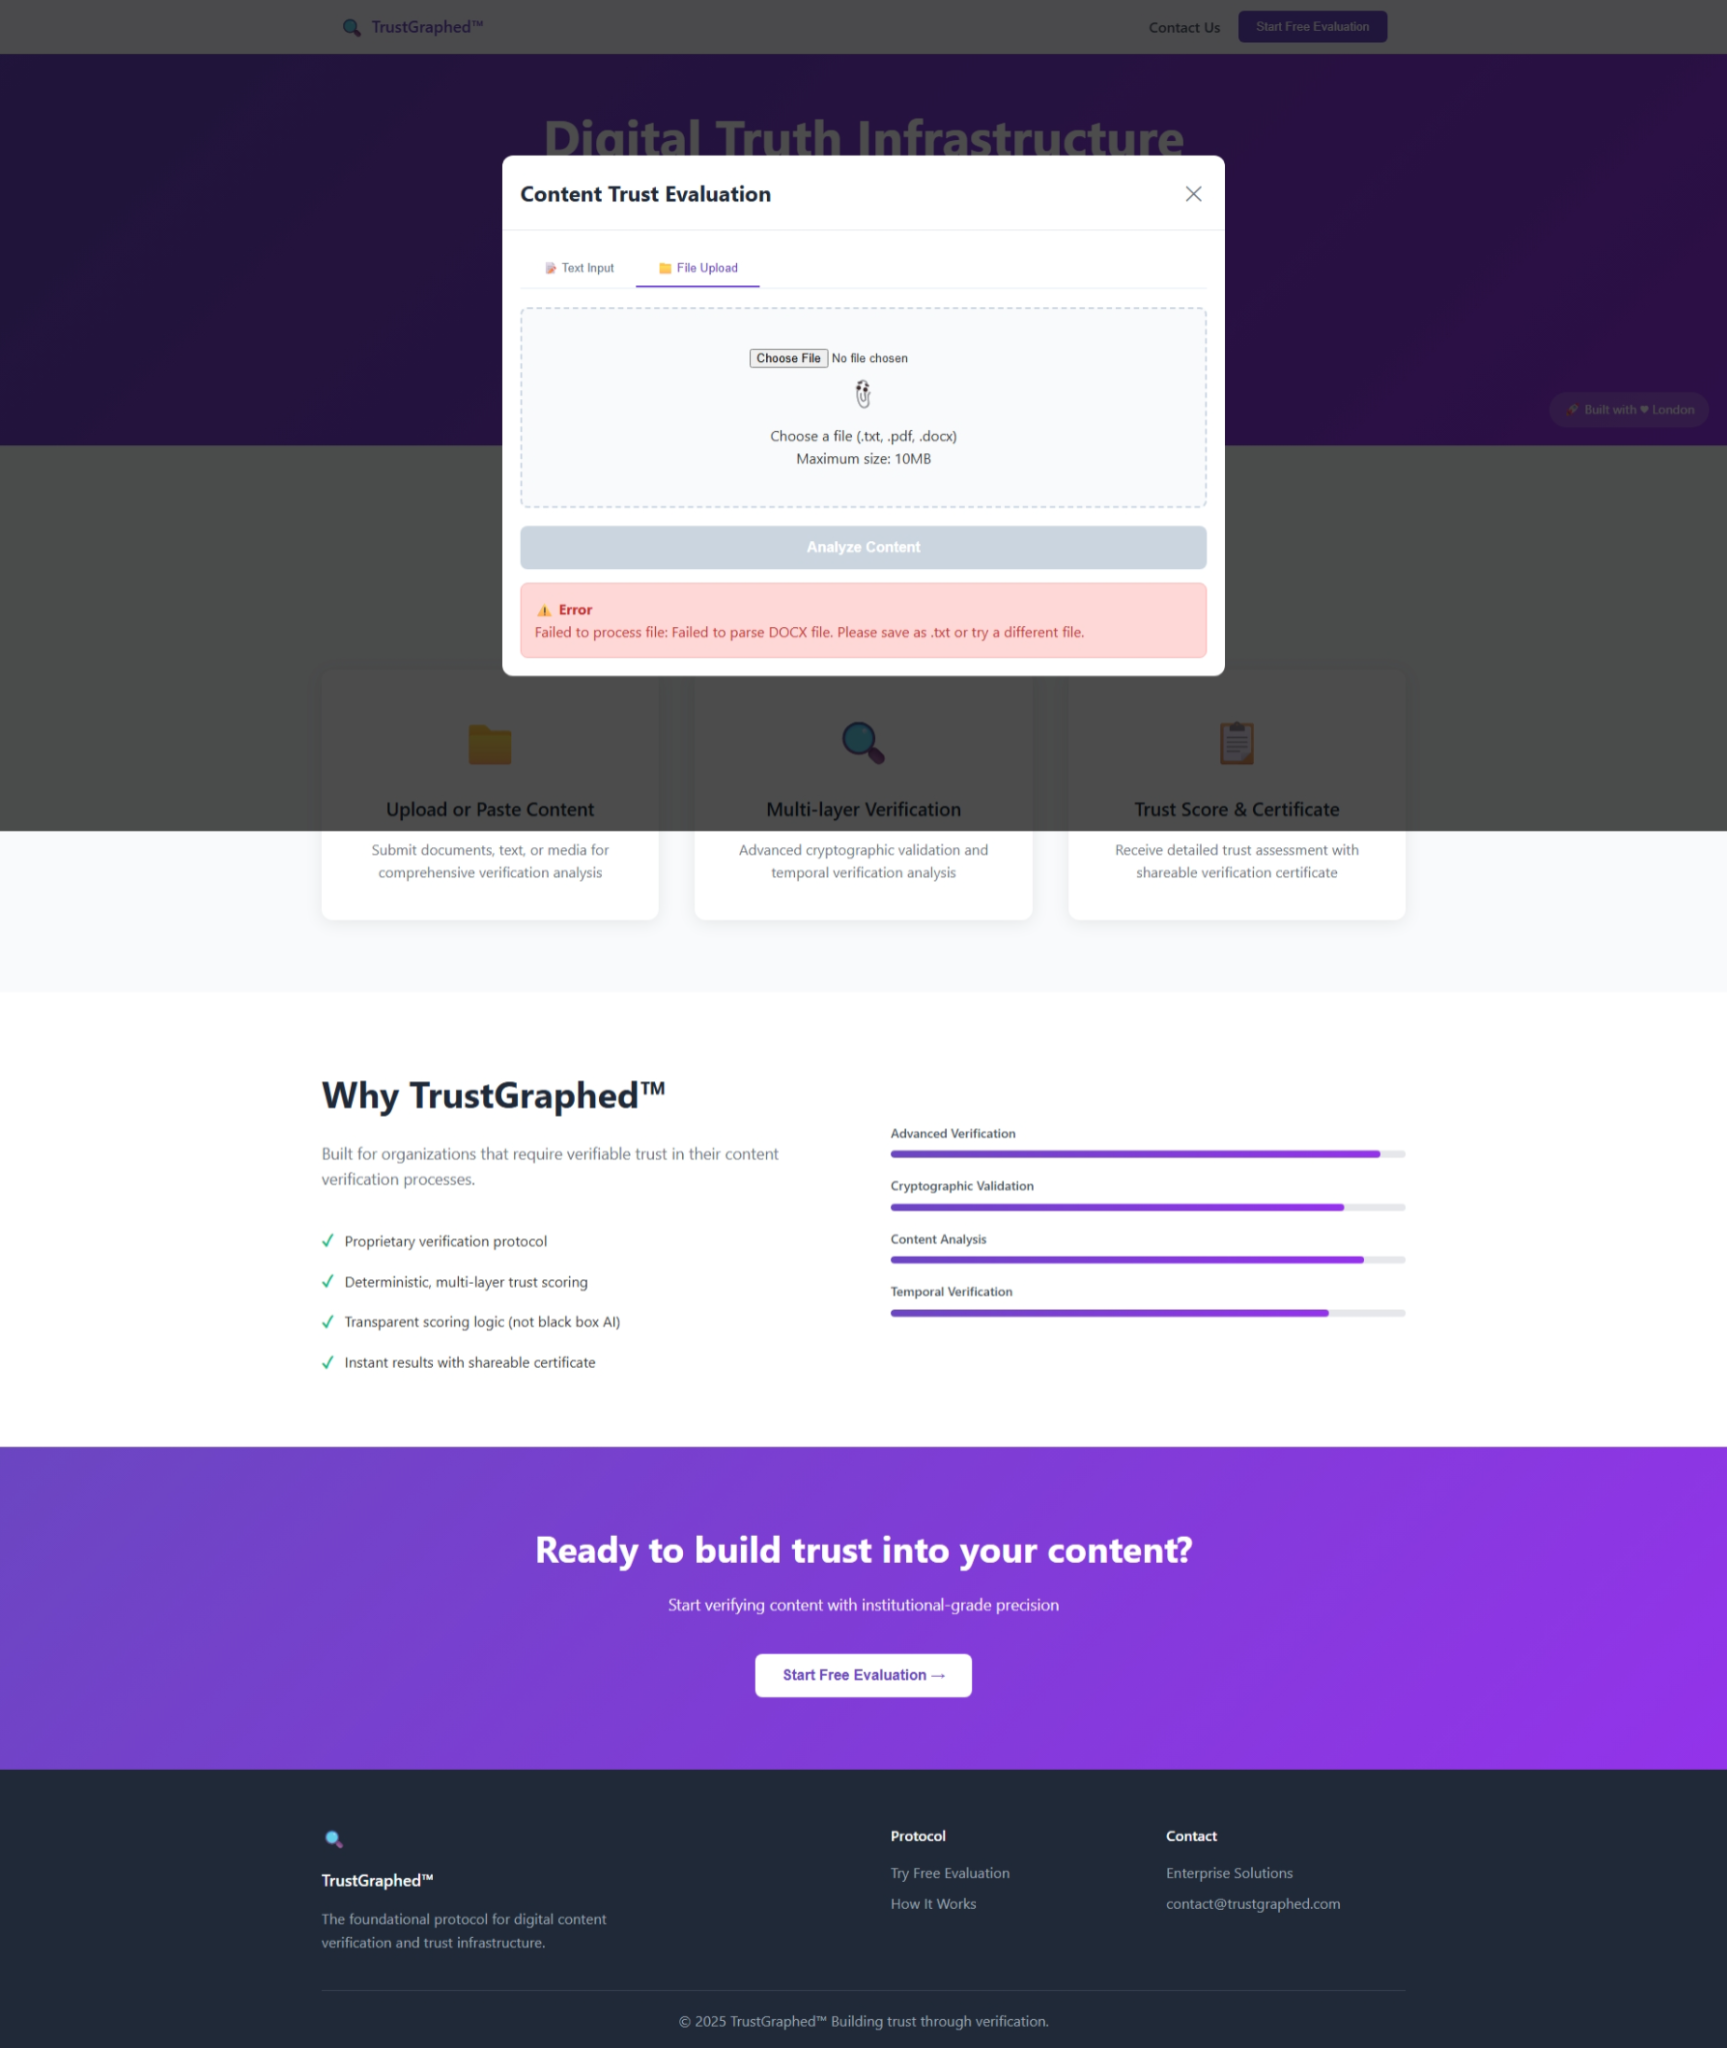 TrustGraphed™
Contact Us
Start Free Evaluation
Digital Truth Infrastructure
Content Trust Evaluation
Text Input
File Upload
Choose File No file chosen
Choose a file (.txt, .pdf, .docx)
Maximum size: 10MB
Analyze Content
Error
Failed to process file: Failed to parse DOCX file. Please save as .txt or try a different file.
Built with ♥ London
Upload or Paste Content
Submit documents, text, or media for
comprehensive verification analysis
Multi-layer Verification
Advanced cryptographic validation and
temporal verification analysis
Trust Score & Certificate
Receive detailed trust assessment with
shareable verification certificate
Why TrustGraphed™
Built for organizations that require verifiable trust in their content
verification processes.
✓ Proprietary verification protocol
✓ Deterministic, multi-layer trust scoring
✓ Transparent scoring logic (not black box AI)
✓ Instant results with shareable certificate
Advanced Verification
Cryptographic Validation
Content Analysis
Temporal Verification
Ready to build trust into your content?
Start verifying content with institutional-grade precision
Start Free Evaluation →
TrustGraphed™
The foundational protocol for digital content
verification and trust infrastructure.
Protocol
Try Free Evaluation
How It Works
Contact
Enterprise Solutions
contact@trustgraphed.com
© 2025 TrustGraphed™ Building trust through verification.